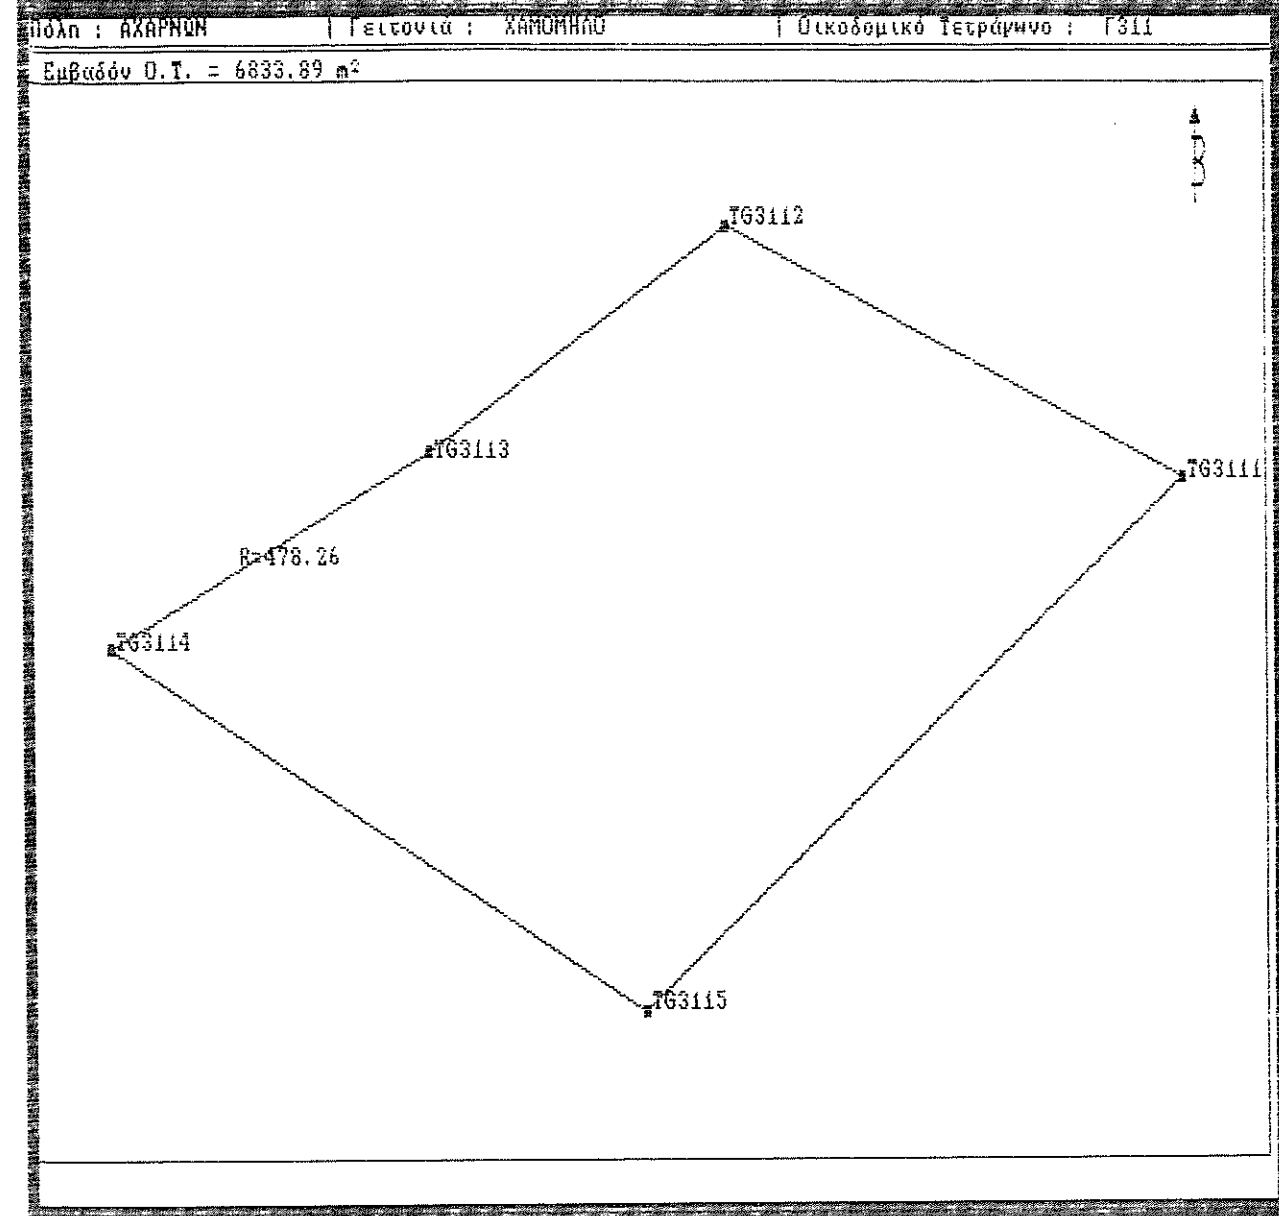 Πόλη : ΑΧΑΡΝΩΝ | Γειτονιά : ΧΑΜΟΜΗΛΟ | Οικοδομικό Τετράγωνο : Γ311
Εμβαδόν Ο.Τ. = 6833.89 m²
Β
TG3112
TG3113
TG3111
R=478.26
TG3114
TG3115